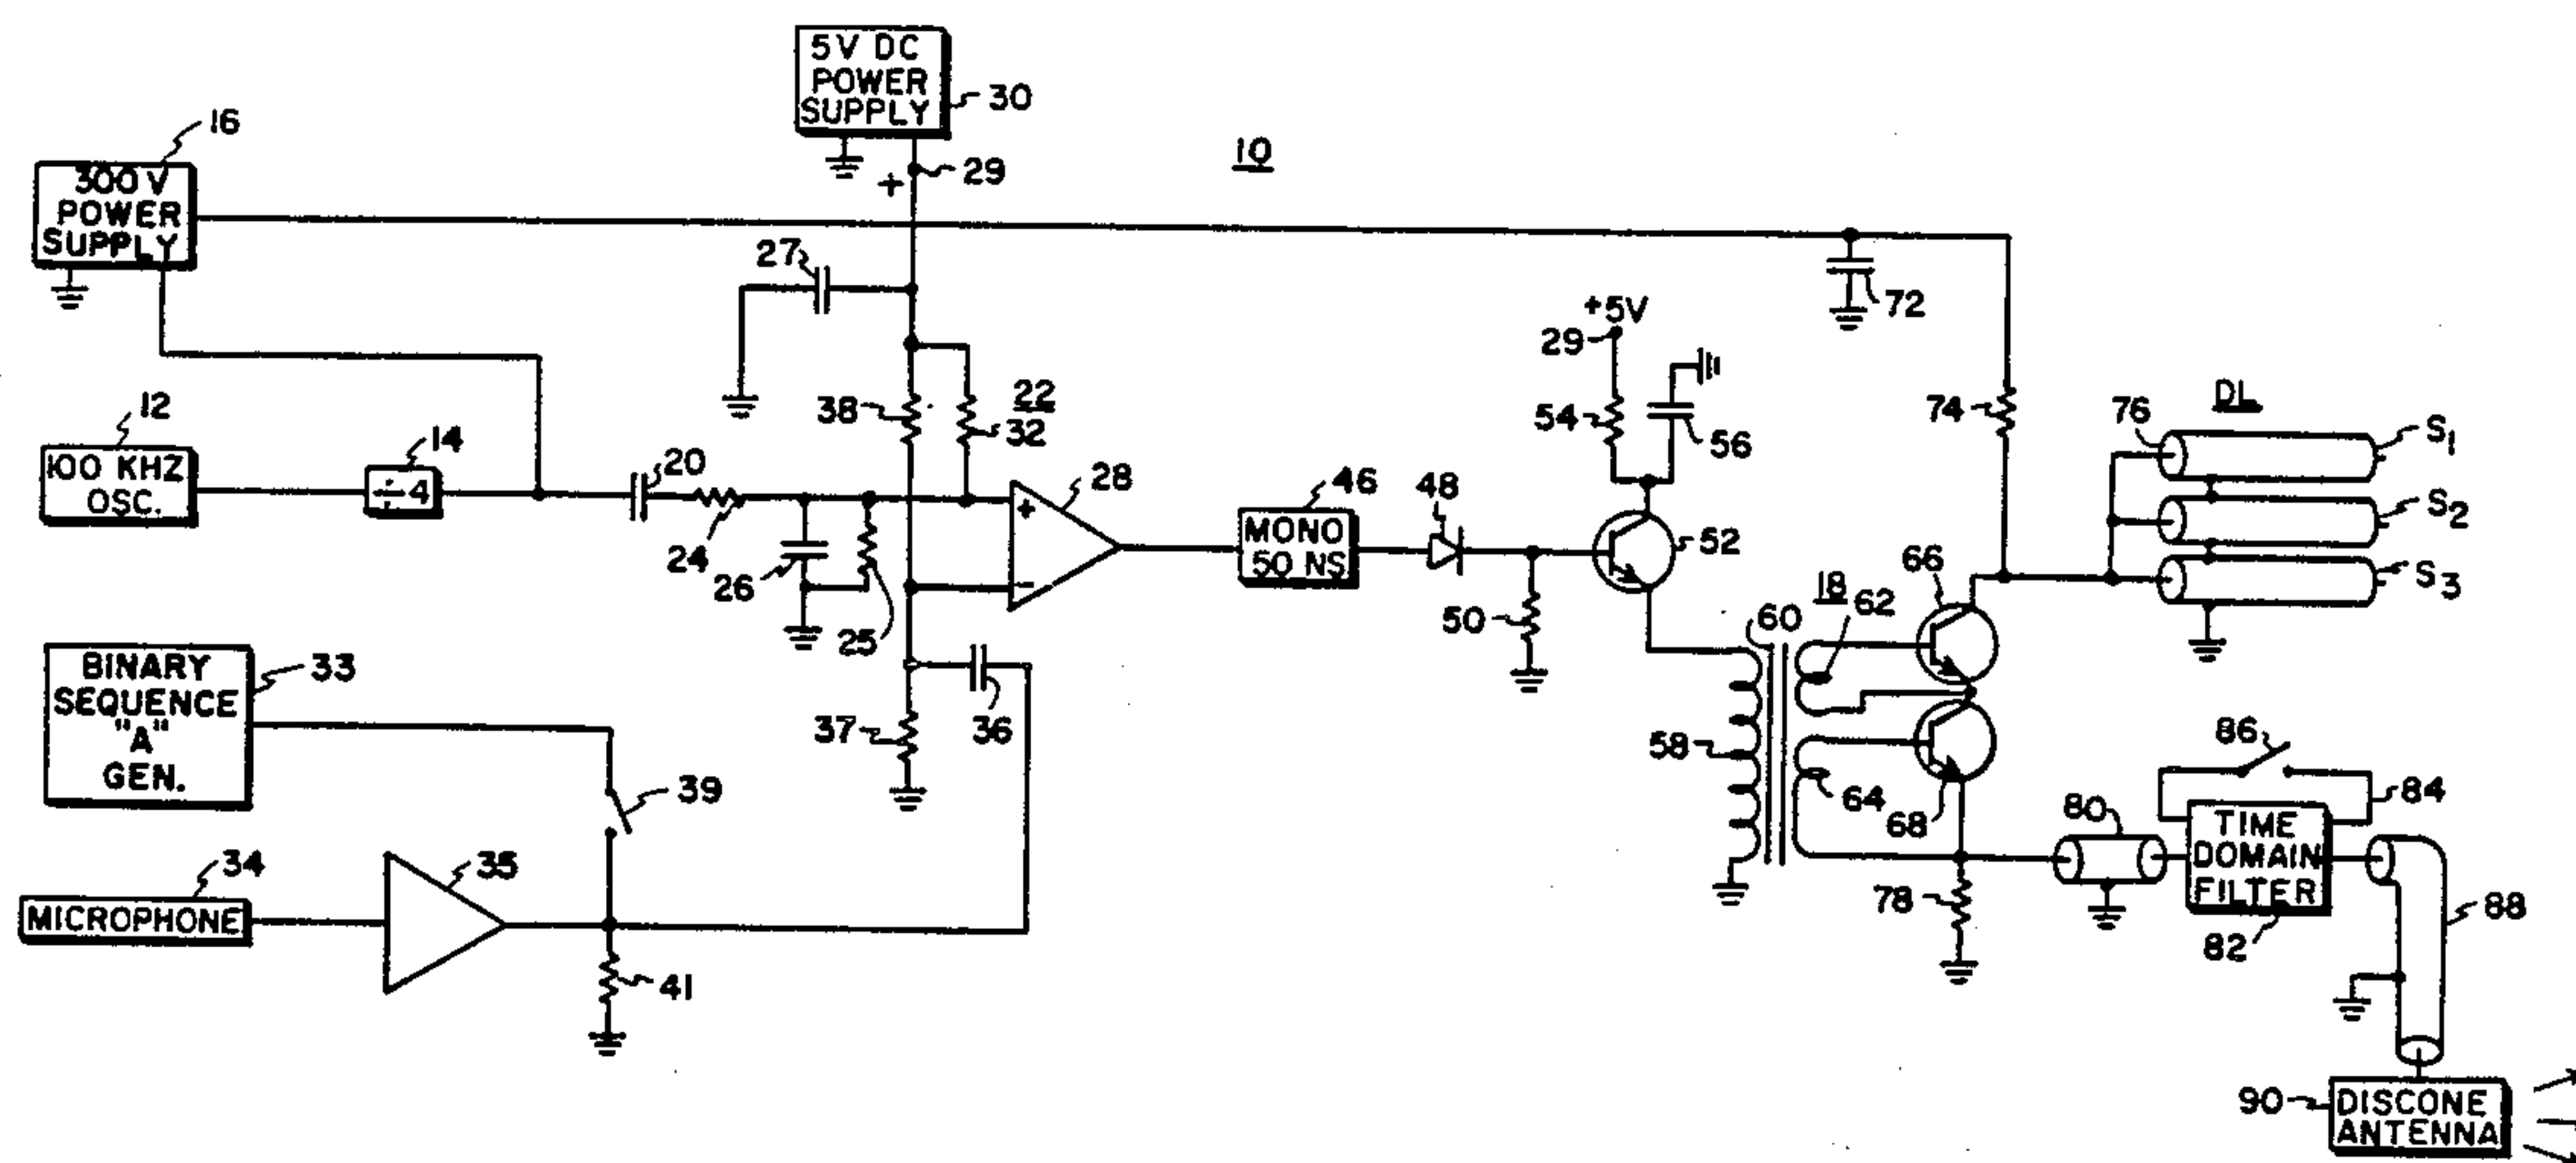 5V DC
POWER
SUPPLY
30
16
10
300 V
POWER
SUPPLY
+
29
27
72
+5V
29
12
100 KHZ
OSC.
14
÷4
20
38
22
32
54
56
74
76
DL
S1
S2
S3
24
26
25
+
−
28
46
MONO
50 NS
48
50
52
18
60
62
66
BINARY
SEQUENCE
"A"
GEN.
33
37
36
58
64
68
86
84
39
80
TIME
DOMAIN
FILTER
82
34
MICROPHONE
35
78
88
41
90
DISCONE
ANTENNA